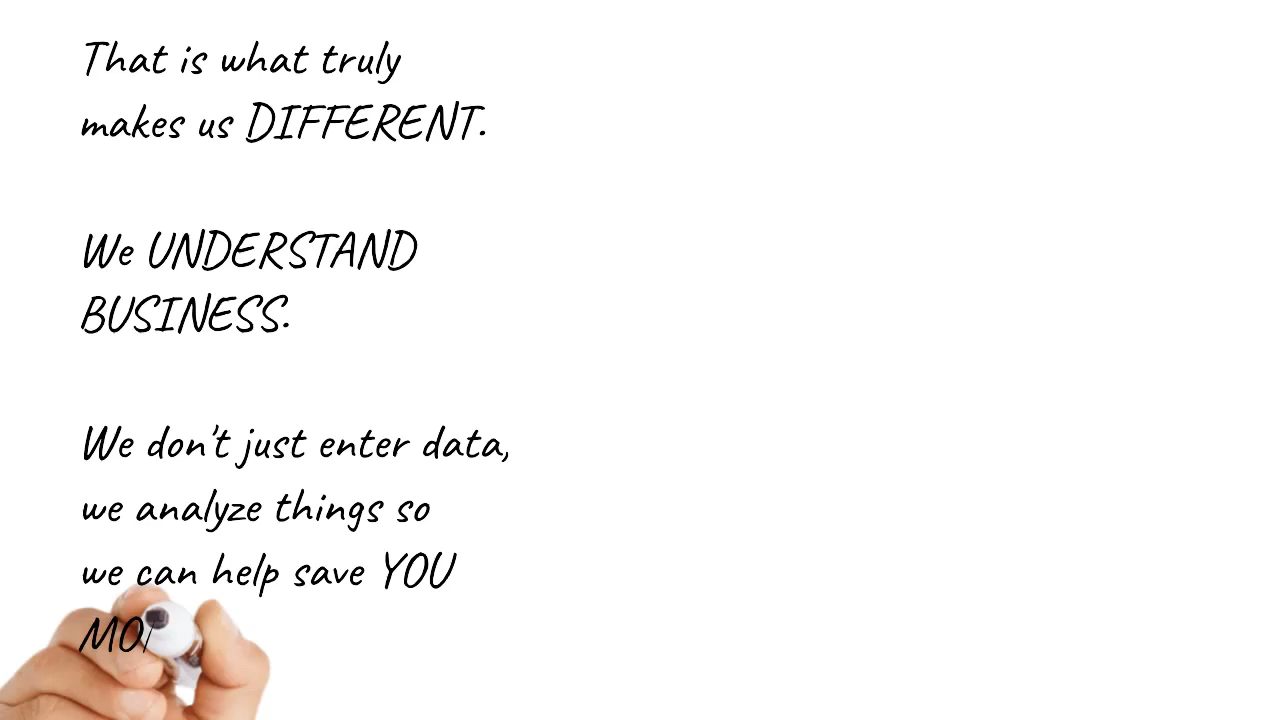 That is what truly
makes us DIFFERENT.
We UNDERSTAND
BUSINESS.
We don't just enter data,
we analyze things so
we can help save YOU